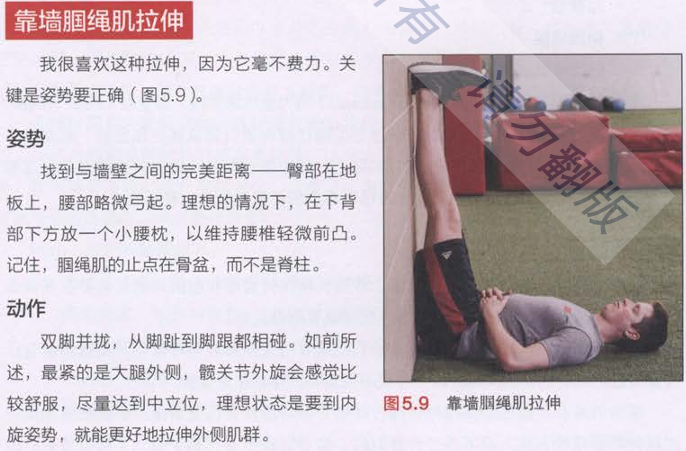 靠墙腘绳肌拉伸
我很喜欢这种拉伸，因为它毫不费力。关
键是姿势要正确（图5.9）。
姿势
找到与墙壁之间的完美距离——臀部在地
板上，腰部略微弓起。理想的情况下，在下背
部下方放一个小腰枕，以维持腰椎轻微前凸。
记住，腘绳肌的止点在骨盆，而不是脊柱。
动作
双脚并拢，从脚趾到脚跟都相碰。如前所
述，最紧的是大腿外侧，髋关节外旋会感觉比
较舒服，尽量达到中立位，理想状态是要到内
旋姿势，就能更好地拉伸外侧肌群。
图5.9 靠墙腘绳肌拉伸
有
请勿翻版